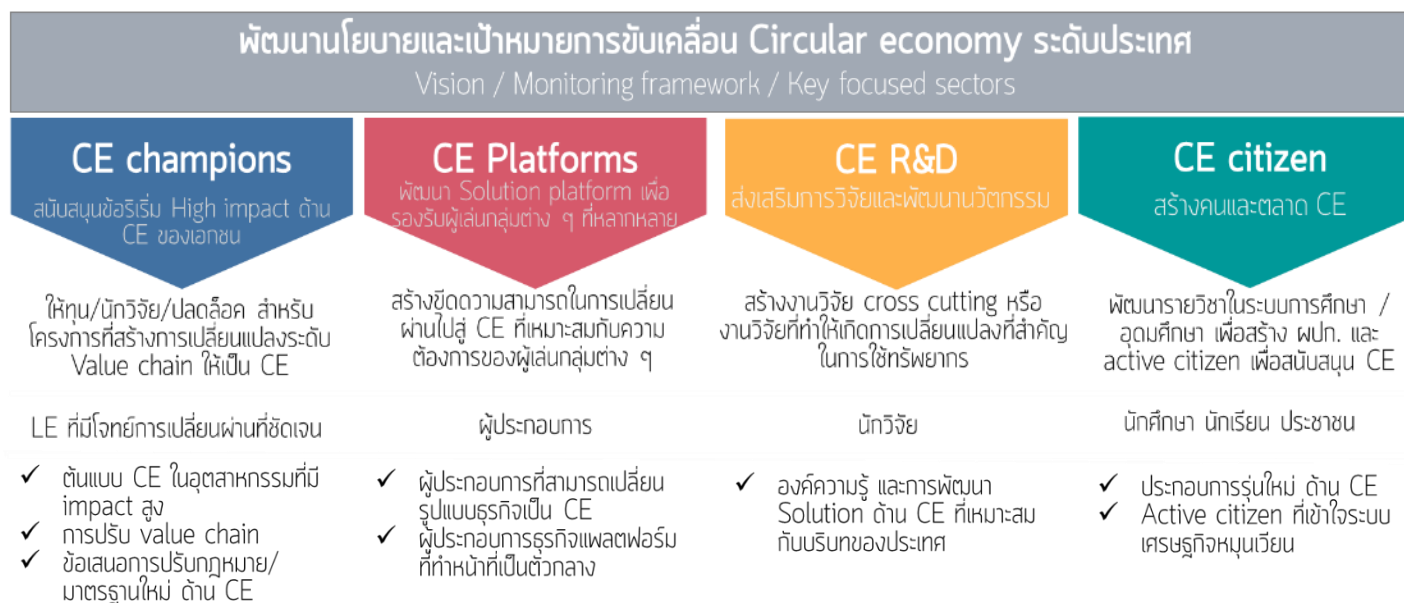 พัฒนานโยบายและเป้าหมายการขับเคลื่อน Circular economy ระดับประเทศ
Vision / Monitoring framework / Key focused sectors
CE champions
สนับสนุนข้อริเริ่ม High impact ด้าน
CE ของเอกชน
ให้ทุน/นักวิจัย/ปลดล็อค สำหรับ
โครงการที่สร้างการเปลี่ยนแปลงระดับ
Value chain ให้เป็น CE
LE ที่มีโจทย์การเปลี่ยนผ่านที่ชัดเจน
✓ ต้นแบบ CE ในอุตสาหกรรมที่มี
impact สูง
✓ การปรับ value chain
✓ ข้อเสนอการปรับกฎหมาย/
มาตรฐานใหม่ ด้าน CE
CE Platforms
พัฒนา Solution platform เพื่อ
รองรับผู้เล่นกลุ่มต่าง ๆ ที่หลากหลาย
สร้างขีดความสามารถในการเปลี่ยน
ผ่านไปสู่ CE ที่เหมาะสมกับความ
ต้องการของผู้เล่นกลุ่มต่าง ๆ
ผู้ประกอบการ
✓ ผู้ประกอบการที่สามารถเปลี่ยน
รูปแบบธุรกิจเป็น CE
✓ ผู้ประกอบการธุรกิจแพลตฟอร์ม
ที่ทำหน้าที่เป็นตัวกลาง
CE R&D
ส่งเสริมการวิจัยและพัฒนานวัตกรรม
สร้างงานวิจัย cross cutting หรือ
งานวิจัยที่ทำให้เกิดการเปลี่ยนแปลงที่สำคัญ
ในการใช้ทรัพยากร
นักวิจัย
✓ องค์ความรู้ และการพัฒนา
Solution ด้าน CE ที่เหมาะสม
กับบริบทของประเทศ
CE citizen
สร้างคนและตลาด CE
พัฒนารายวิชาในระบบการศึกษา /
อุดมศึกษา เพื่อสร้าง ผปก. และ
active citizen เพื่อสนับสนุน CE
นักศึกษา นักเรียน ประชาชน
✓ ประกอบการรุ่นใหม่ ด้าน CE
✓ Active citizen ที่เข้าใจระบบ
เศรษฐกิจหมุนเวียน